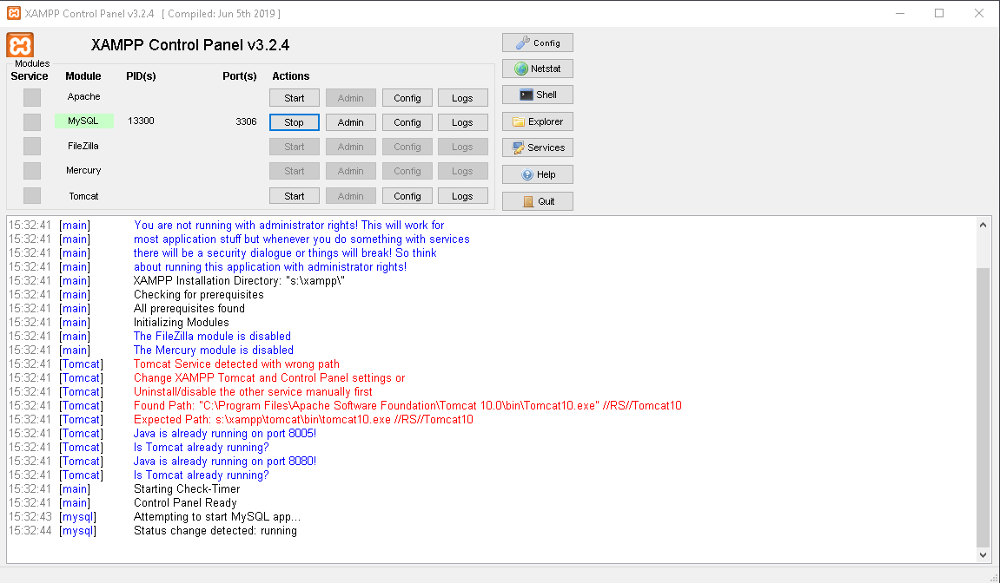 XAMPP Control Panel v3.2.4 [ Compiled: Jun 5th 2019 ]
XAMPP Control Panel v3.2.4
Config
Modules
Netstat
Service Module PID(s) Port(s) Actions
Apache Start Admin Config Logs
Shell
MySQL 13300 3306 Stop Admin Config Logs
Explorer
FileZilla Start Admin Config Logs
Services
Mercury Start Admin Config Logs
Help
Tomcat Start Admin Config Logs
Quit
15:32:41 [main] You are not running with administrator rights! This will work for
15:32:41 [main] most application stuff but whenever you do something with services
15:32:41 [main] there will be a security dialogue or things will break! So think
15:32:41 [main] about running this application with administrator rights!
15:32:41 [main] XAMPP Installation Directory: "s:\xampp\"
15:32:41 [main] Checking for prerequisites
15:32:41 [main] All prerequisites found
15:32:41 [main] Initializing Modules
15:32:41 [main] The FileZilla module is disabled
15:32:41 [main] The Mercury module is disabled
15:32:41 [Tomcat] Tomcat Service detected with wrong path
15:32:41 [Tomcat] Change XAMPP Tomcat and Control Panel settings or
15:32:41 [Tomcat] Uninstall/disable the other service manually first
15:32:41 [Tomcat] Found Path: "C:\Program Files\Apache Software Foundation\Tomcat 10.0\bin\Tomcat10.exe" //RS//Tomcat10
15:32:41 [Tomcat] Expected Path: s:\xampp\tomcat\bin\tomcat10.exe //RS//Tomcat10
15:32:41 [Tomcat] Java is already running on port 8005!
15:32:41 [Tomcat] Is Tomcat already running?
15:32:41 [Tomcat] Java is already running on port 8080!
15:32:41 [Tomcat] Is Tomcat already running?
15:32:41 [main] Starting Check-Timer
15:32:41 [main] Control Panel Ready
15:32:43 [mysql] Attempting to start MySQL app...
15:32:44 [mysql] Status change detected: running